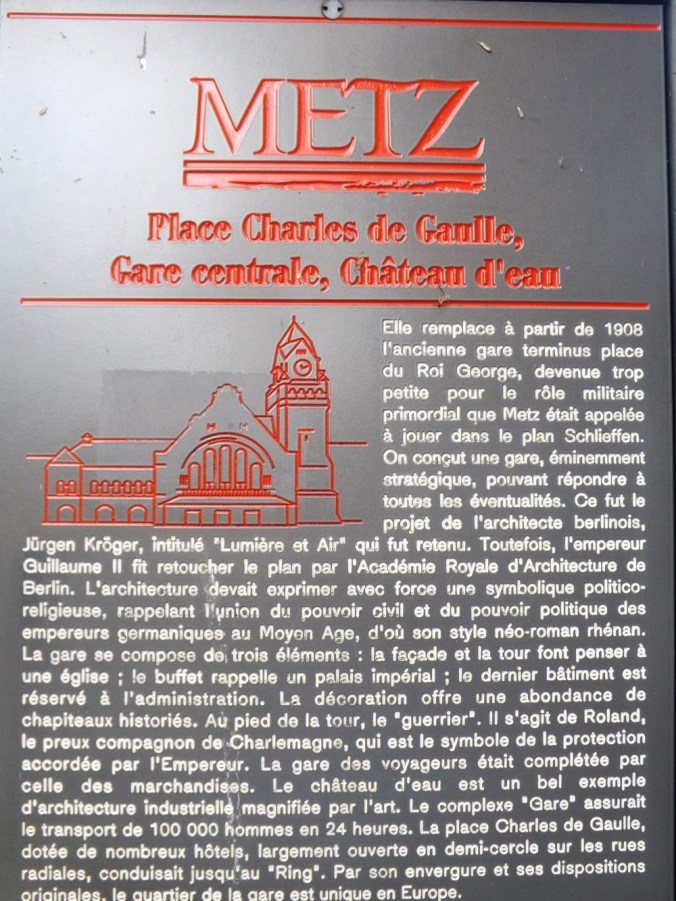 METZ
Place Charles de Gaulle,
Gare centrale, Château d'eau
Elle remplace à partir de 1908
l'ancienne gare terminus place
du Roi George, devenue trop
petite pour le rôle militaire
primordial que Metz était appelée
à jouer dans le plan Schlieffen.
On conçut une gare, éminemment
stratégique, pouvant répondre à
toutes les éventualités. Ce fut le
projet de l'architecte berlinois,
Jürgen Kröger, intitulé "Lumière et Air" qui fut retenu. Toutefois, l'empereur
Guillaume II fit retoucher le plan par l'Académie Royale d'Architecture de
Berlin. L'architecture devait exprimer avec force une symbolique politico-
religieuse, rappelant l'union du pouvoir civil et du pouvoir politique des
empereurs germaniques au Moyen Age, d'où son style néo-roman rhénan.
La gare se compose de trois éléments : la façade et la tour font penser à
une église ; le buffet rappelle un palais impérial ; le dernier bâtiment est
réservé à l'administration. La décoration offre une abondance de
chapiteaux historiés. Au pied de la tour, le "guerrier". Il s'agit de Roland,
le preux compagnon de Charlemagne, qui est le symbole de la protection
accordée par l'Empereur. La gare des voyageurs était complétée par
celle des marchandises. Le château d'eau est un bel exemple
d'architecture industrielle magnifiée par l'art. Le complexe "Gare" assurait
le transport de 100 000 hommes en 24 heures. La place Charles de Gaulle,
dotée de nombreux hôtels, largement ouverte en demi-cercle sur les rues
radiales, conduisait jusqu'au "Ring". Par son envergure et ses dispositions
originales, le quartier de la gare est unique en Europe.